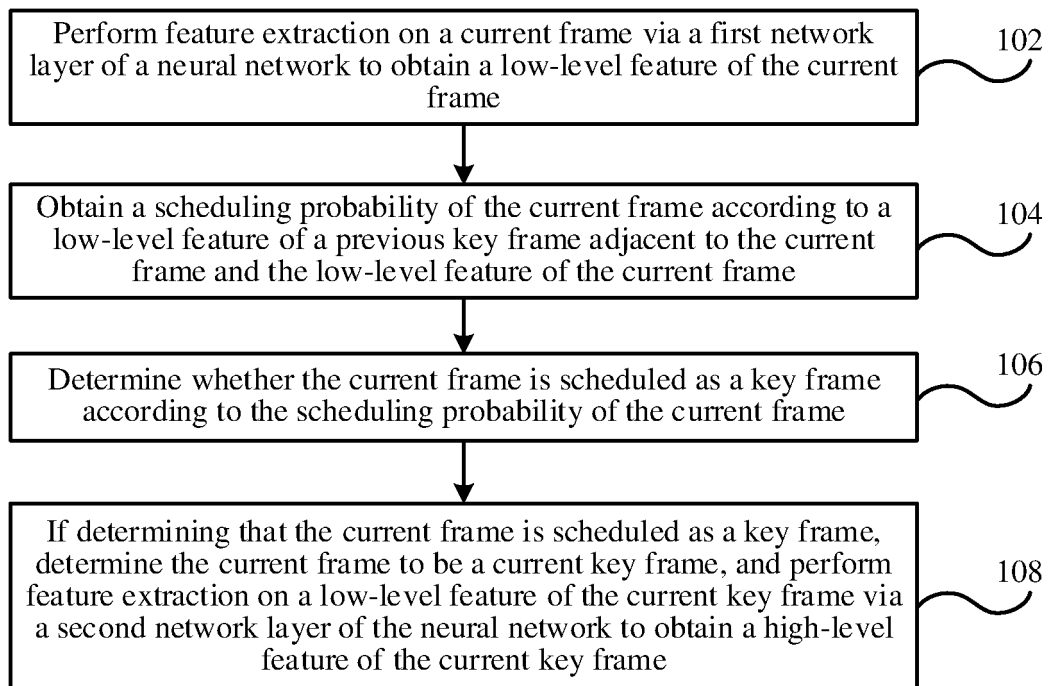 Perform feature extraction on a current frame via a first network
layer of a neural network to obtain a low-level feature of the current
frame
102
Obtain a scheduling probability of the current frame according to a
low-level feature of a previous key frame adjacent to the current
frame and the low-level feature of the current frame
104
Determine whether the current frame is scheduled as a key frame
according to the scheduling probability of the current frame
106
If determining that the current frame is scheduled as a key frame,
determine the current frame to be a current key frame, and perform
feature extraction on a low-level feature of the current key frame via
a second network layer of the neural network to obtain a high-level
feature of the current key frame
108